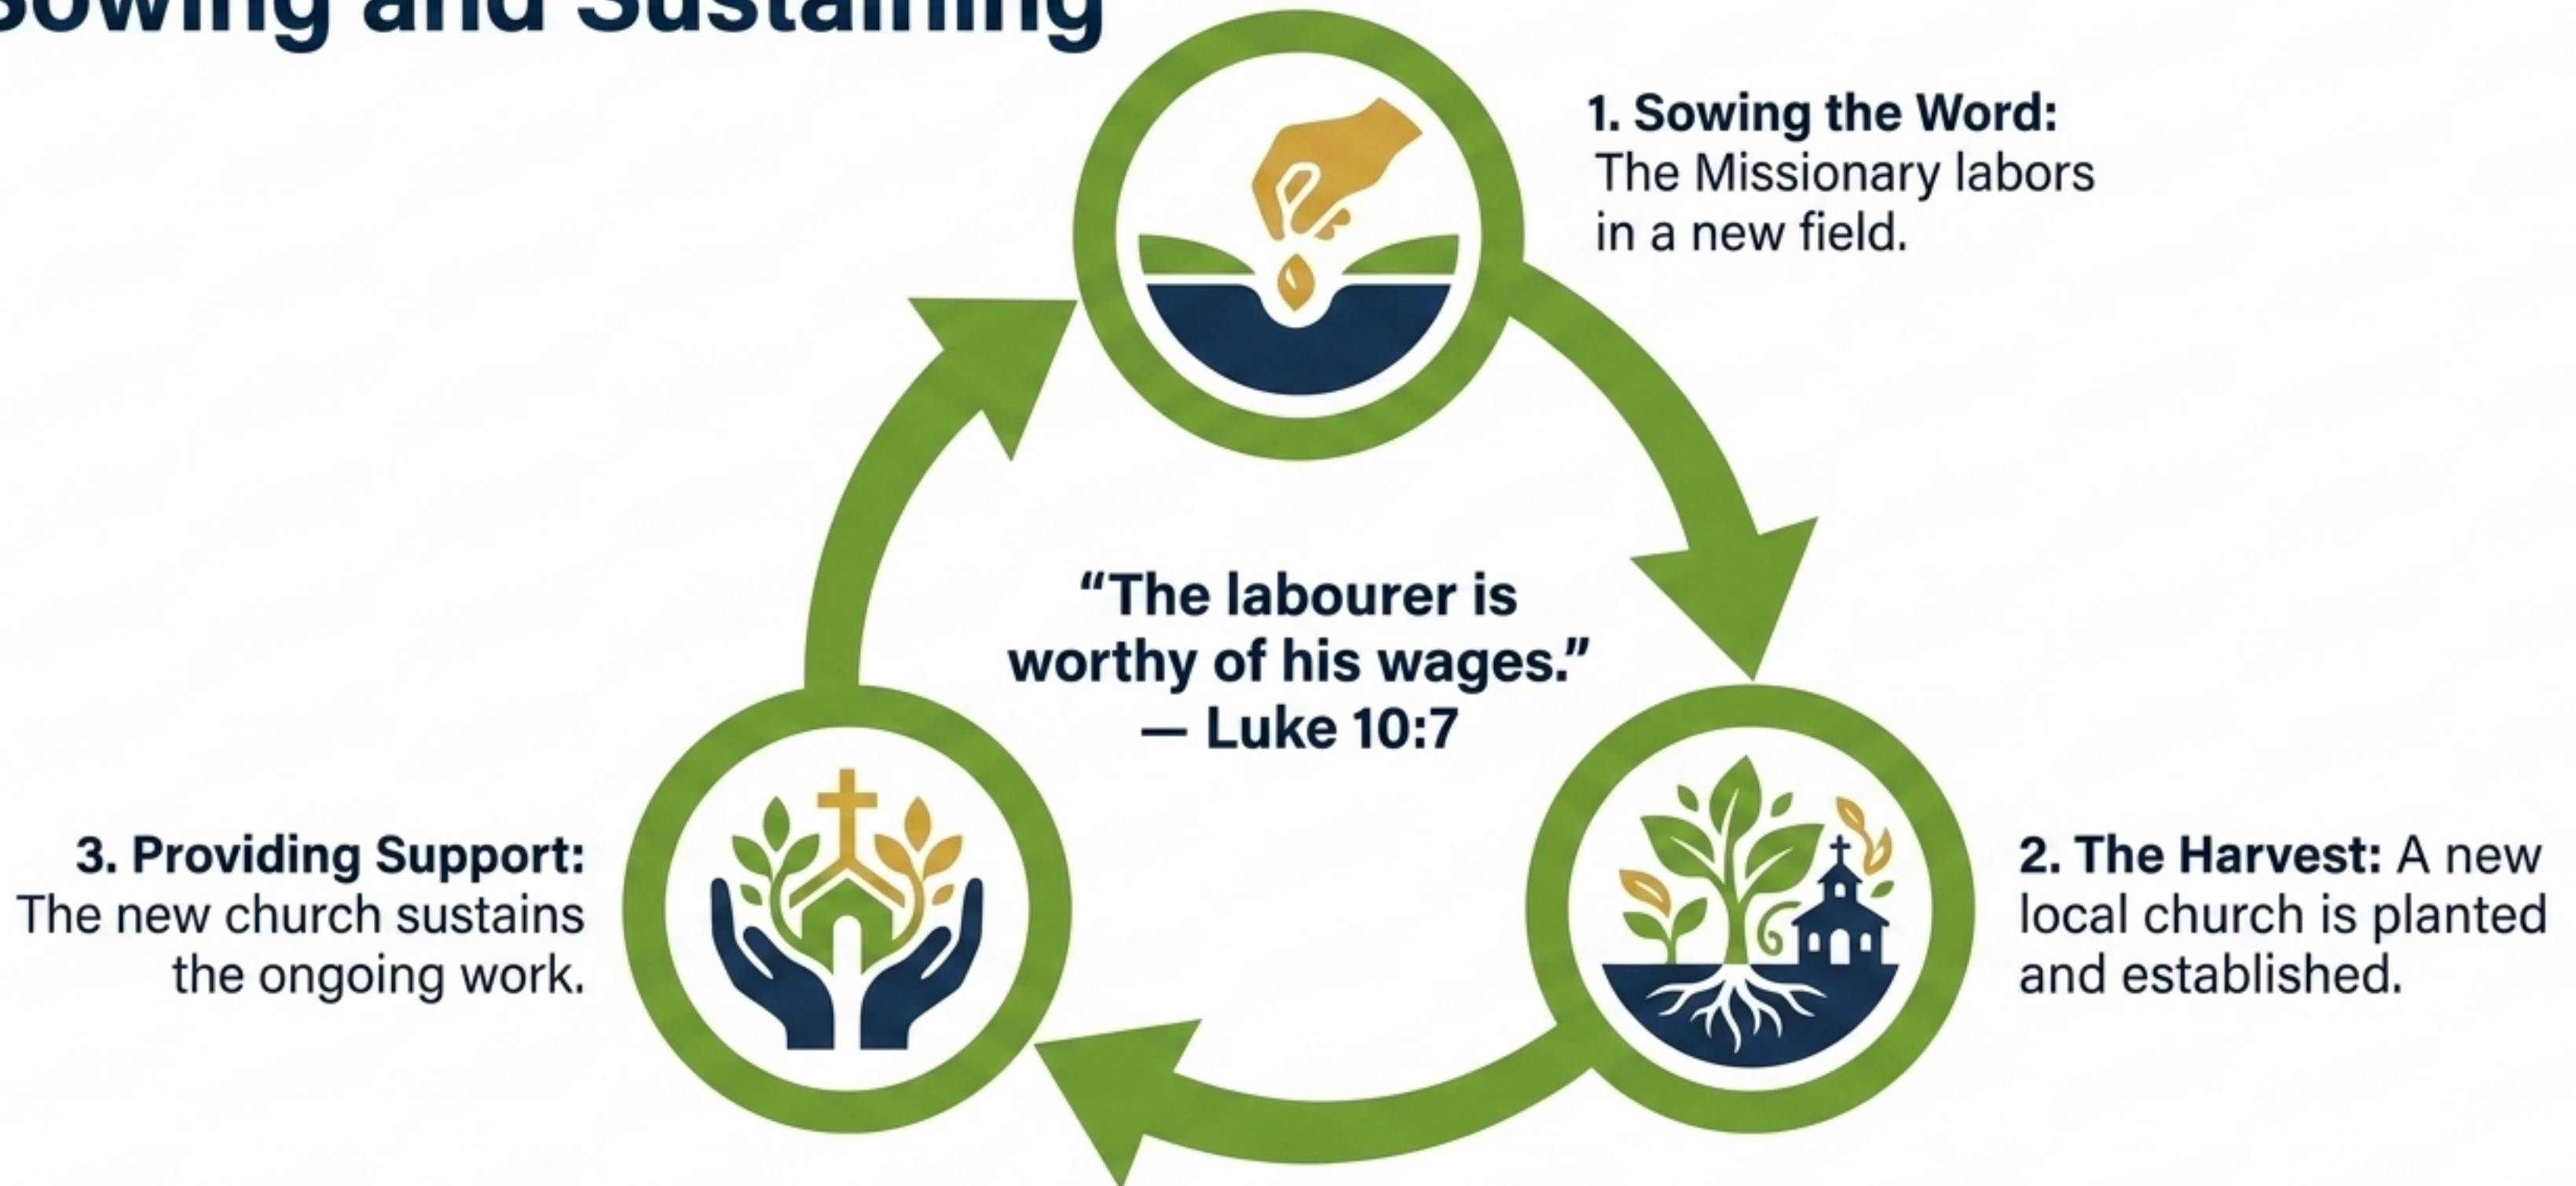 Sowing and Sustaining
1. Sowing the Word:
The Missionary labors
in a new field.
“The labourer is
worthy of his wages.”
— Luke 10:7
3. Providing Support:
The new church sustains
the ongoing work.
2. The Harvest: A new
local church is planted
and established.